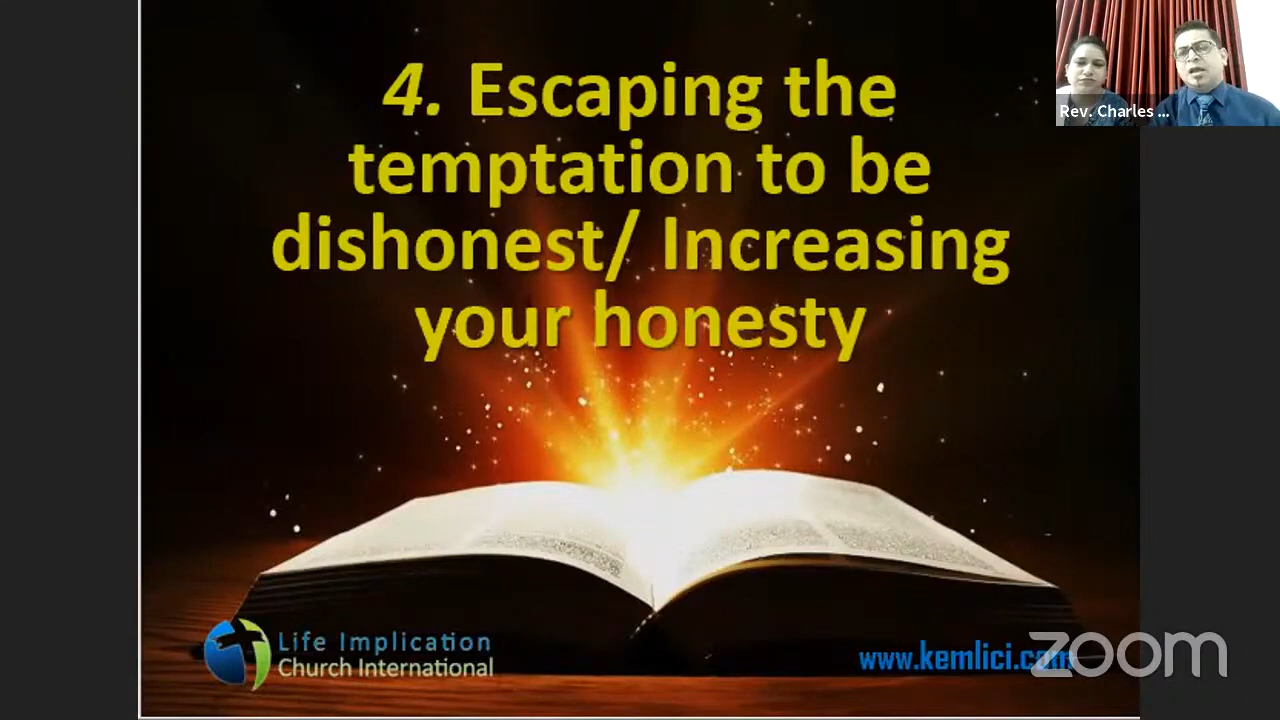 4. Escaping the
temptation to be
dishonest/ Increasing
your honesty
Rev. Charles ...
Life Implication
Church International
www.kemlici.com
zoom